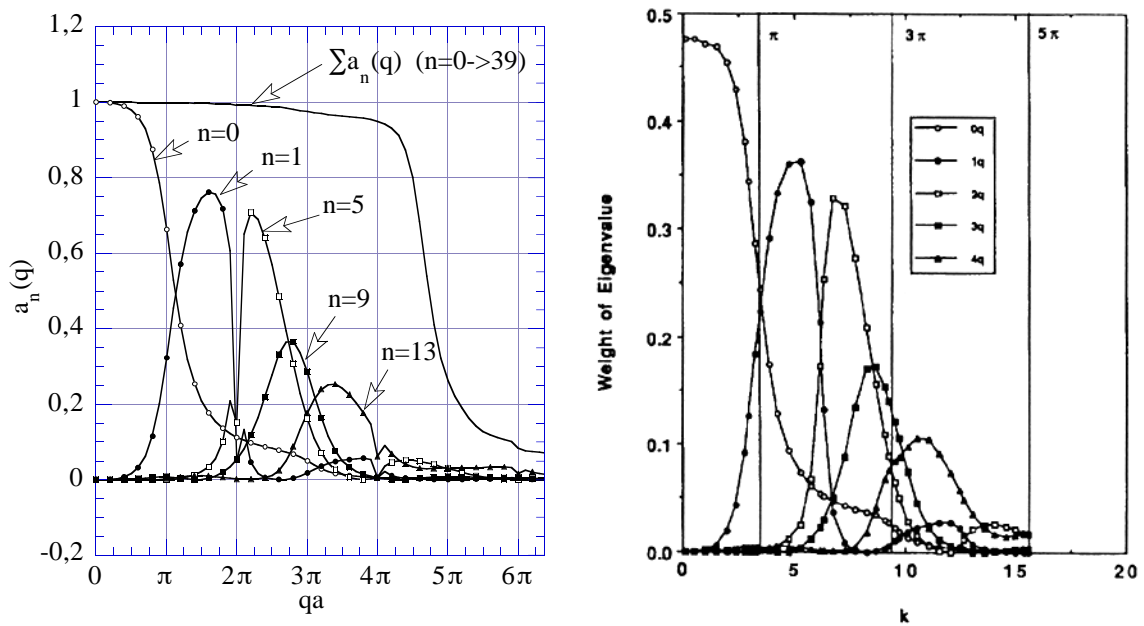 1,2
1
0,8
0,6
0,4
0,2
0
-0,2
a_n(q)
∑a_n(q) (n=0->39)
n=0
n=1
n=5
n=9
n=13
0 π 2π 3π 4π 5π 6π
qa
0.5
0.4
0.3
0.2
0.1
0.0
Weight of Eigenvalue
π 3π 5π
0q
1q
2q
3q
4q
0 5 10 15 20
k